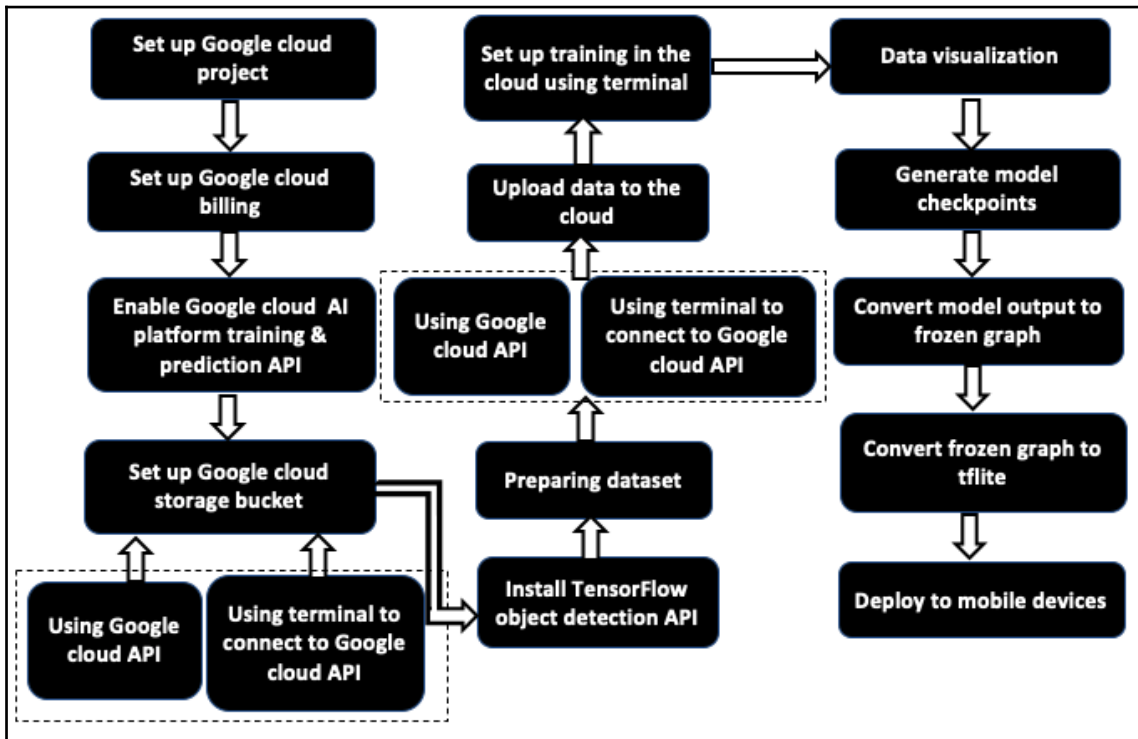 Set up Google cloud
project
Set up Google cloud
billing
Enable Google cloud  AI
platform training &
prediction API
Set up Google cloud
storage bucket
Using Google
cloud API
Using terminal to
connect to Google
cloud API
Install TensorFlow
object detection API
Preparing dataset
Using Google
cloud API
Using terminal to
connect to Google
cloud API
Upload data to the
cloud
Set up training in the
cloud using terminal
Data visualization
Generate model
checkpoints
Convert model output to
frozen graph
Convert frozen graph to
tflite
Deploy to mobile devices